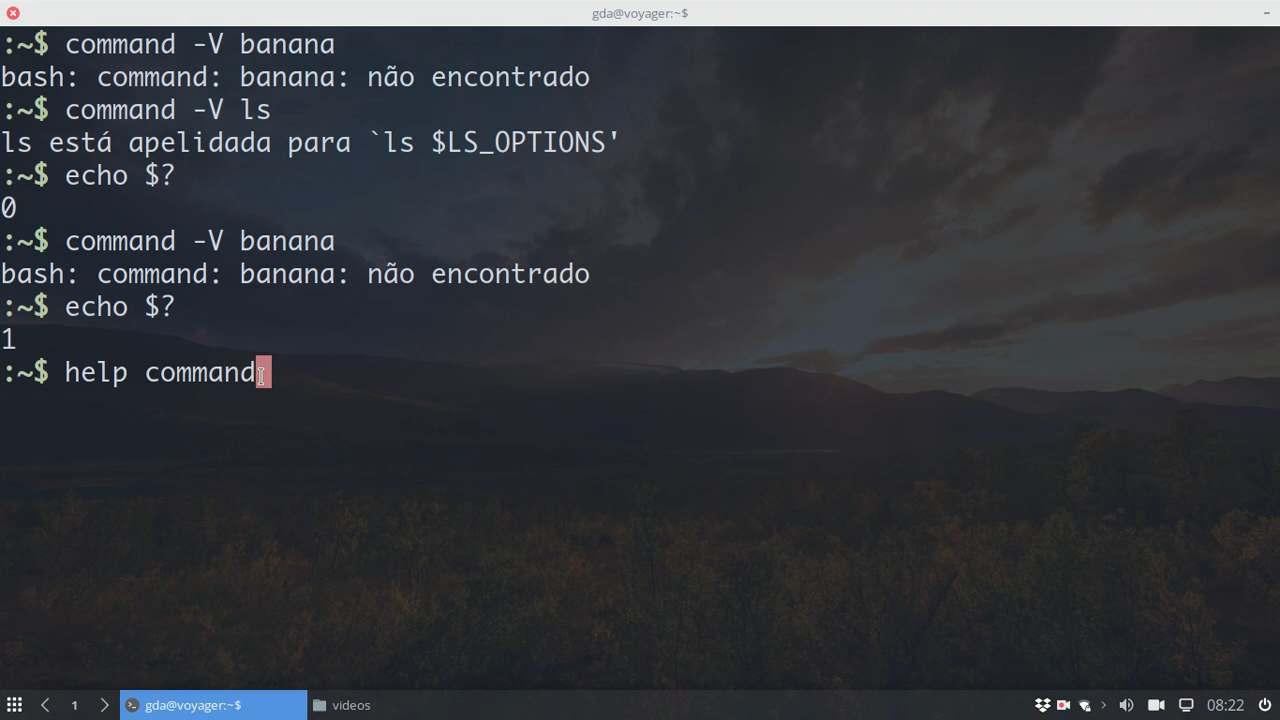 gda@voyager:~$
:~$ command -V banana
bash: command: banana: não encontrado
:~$ command -V ls
ls está apelidada para `ls $LS_OPTIONS'
:~$ echo $?
0
:~$ command -V banana
bash: command: banana: não encontrado
:~$ echo $?
1
:~$ help command
1 gda@voyager:~$ videos 08:22